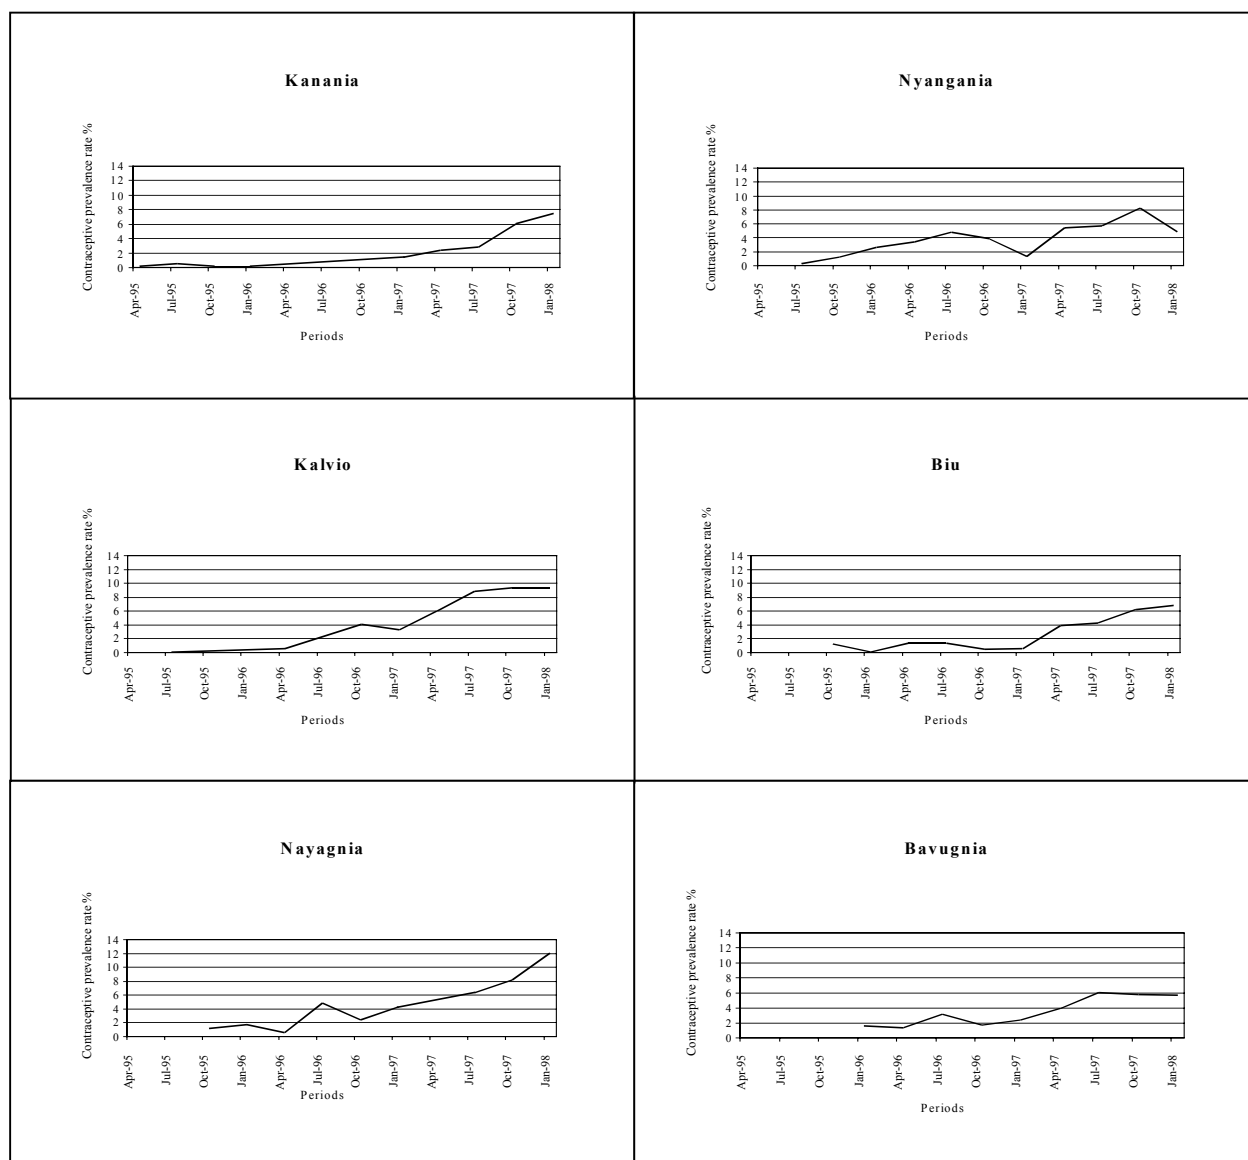 Kanania
Contraceptive prevalence rate %
14
12
10
8
6
4
2
0
Apr-95
Jul-95
Oct-95
Jan-96
Apr-96
Jul-96
Oct-96
Jan-97
Apr-97
Jul-97
Oct-97
Jan-98
Periods
Nyangania
Contraceptive prevalence rate %
14
12
10
8
6
4
2
0
Apr-95
Jul-95
Oct-95
Jan-96
Apr-96
Jul-96
Oct-96
Jan-97
Apr-97
Jul-97
Oct-97
Jan-98
Periods
Kalvio
Contraceptive prevalence rate %
14
12
10
8
6
4
2
0
Apr-95
Jul-95
Oct-95
Jan-96
Apr-96
Jul-96
Oct-96
Jan-97
Apr-97
Jul-97
Oct-97
Jan-98
Periods
Biu
Contraceptive prevalence rate %
14
12
10
8
6
4
2
0
Apr-95
Jul-95
Oct-95
Jan-96
Apr-96
Jul-96
Oct-96
Jan-97
Apr-97
Jul-97
Oct-97
Jan-98
Periods
Nayagnia
Contraceptive prevalence rate %
14
12
10
8
6
4
2
0
Apr-95
Jul-95
Oct-95
Jan-96
Apr-96
Jul-96
Oct-96
Jan-97
Apr-97
Jul-97
Oct-97
Jan-98
Periods
Bavugnia
Contraceptive prevalence rate %
14
12
10
8
6
4
2
0
Apr-95
Jul-95
Oct-95
Jan-96
Apr-96
Jul-96
Oct-96
Jan-97
Apr-97
Jul-97
Oct-97
Jan-98
Periods